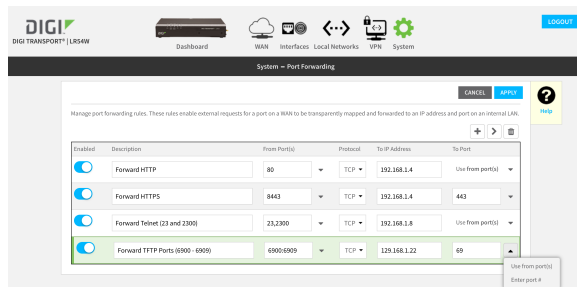 DIGI
DIGI TRANSPORT® | LR54W
Dashboard
WAN
Interfaces
Local Networks
VPN
System
LOGOUT
System – Port Forwarding
CANCEL
APPLY
Help
Manage port forwarding rules. These rules enable external requests for a port on a WAN to be transparently mapped and forwarded to an IP address and port on an internal LAN.
Enabled Description From Port(s) Protocol To IP Address To Port
Forward HTTP 80 TCP 192.168.1.4 Use from port(s)
Forward HTTPS 8443 TCP 192.168.1.4 443
Forward Telnet (23 and 2300) 23,2300 TCP 192.168.1.8 Use from port(s)
Forward TFTP Ports (6900 - 6909) 6900:6909 TCP 129.168.1.22 69
Use from port(s)
Enter port #